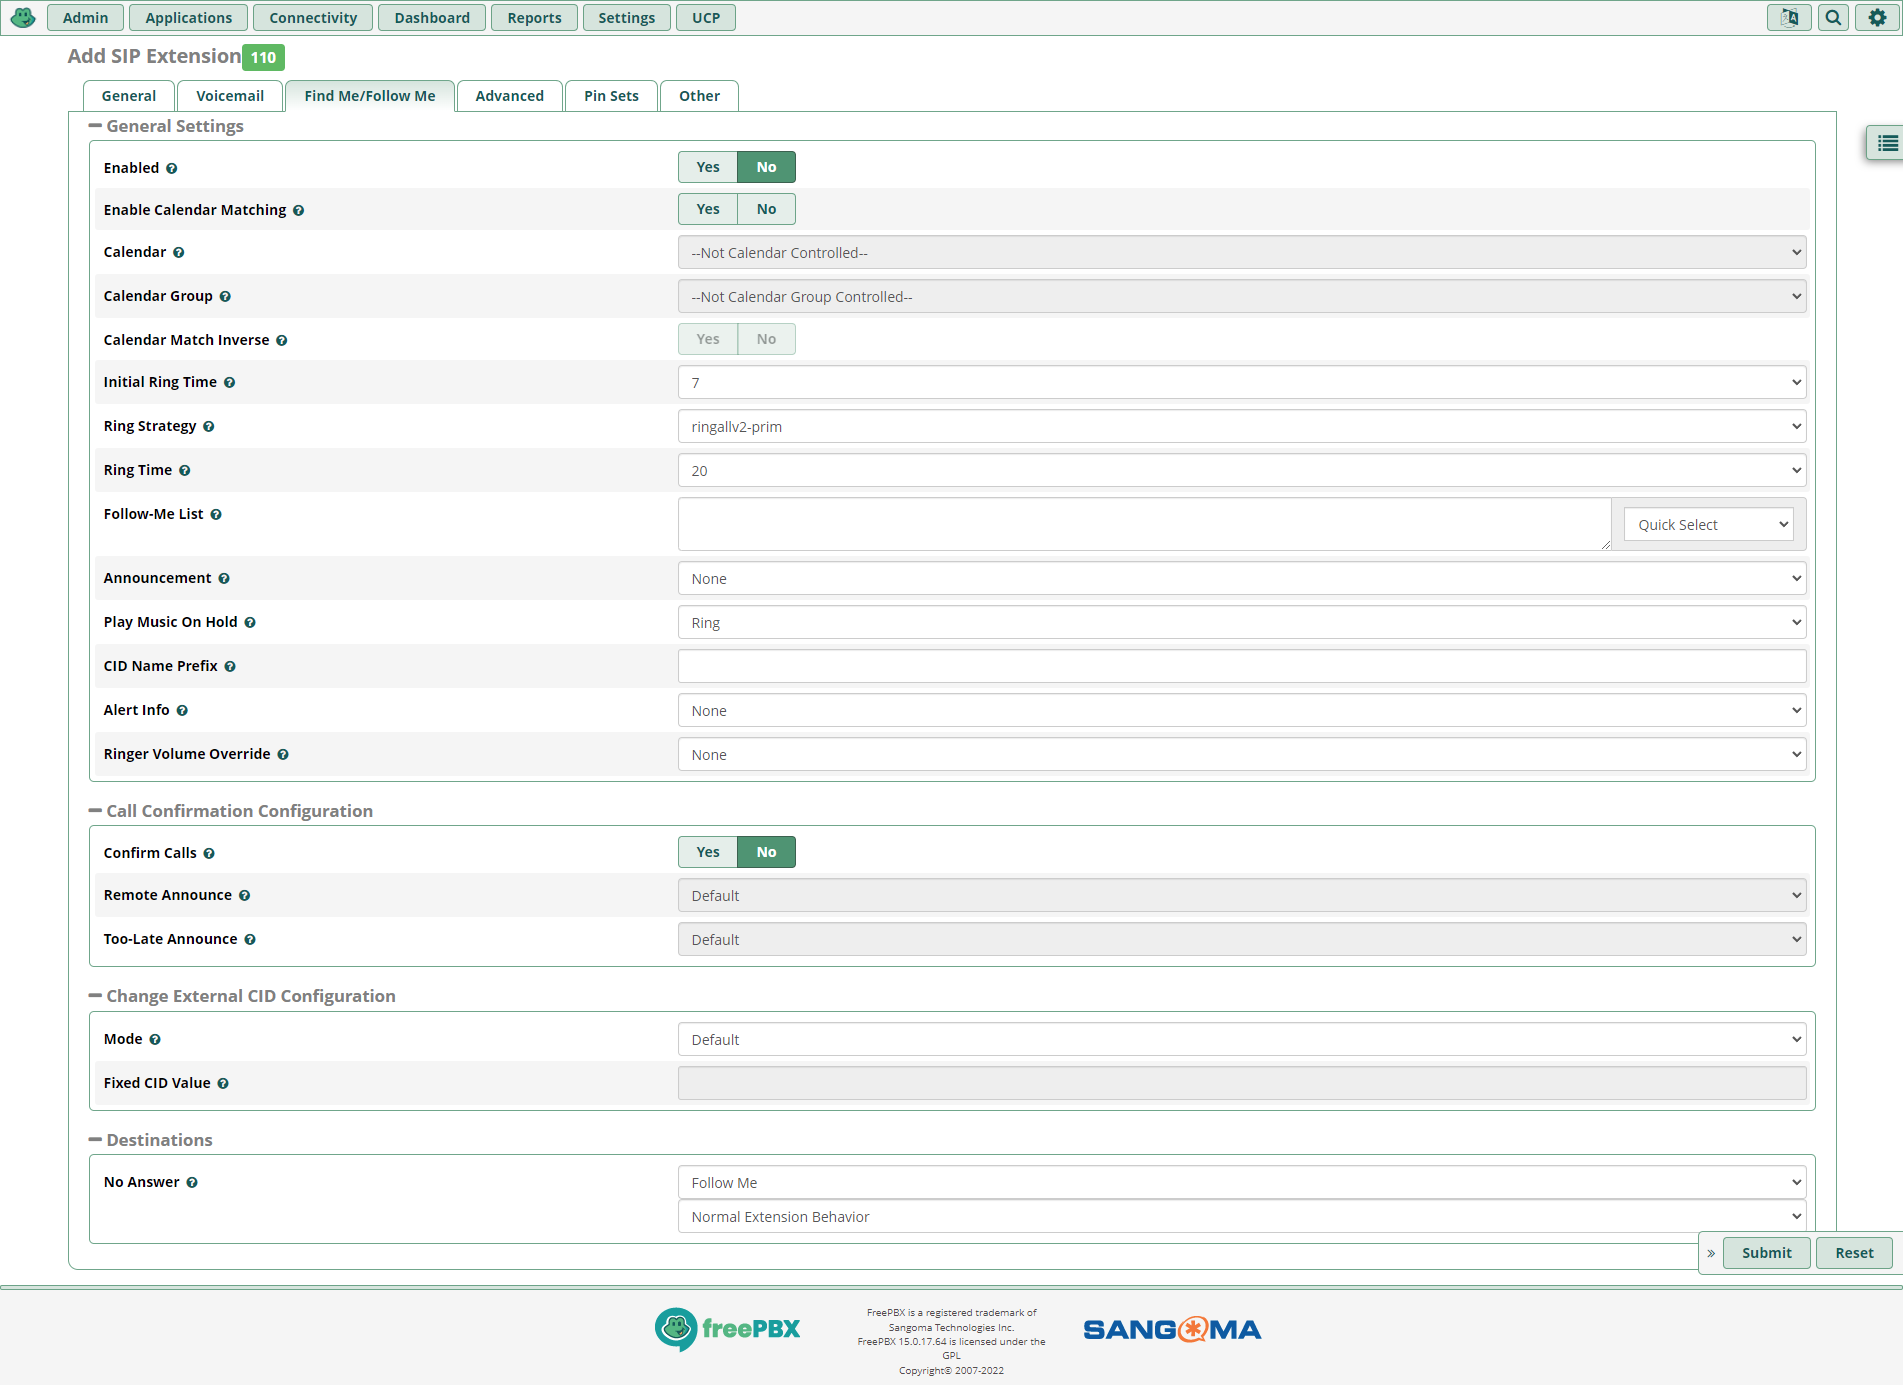 Admin Applications Connectivity Dashboard Reports Settings UCP
Add SIP Extension 110
General Voicemail Find Me/Follow Me Advanced Pin Sets Other
General Settings
Enabled Yes No
Enable Calendar Matching Yes No
Calendar --Not Calendar Controlled--
Calendar Group --Not Calendar Group Controlled--
Calendar Match Inverse Yes No
Initial Ring Time 7
Ring Strategy ringallv2-prim
Ring Time 20
Follow-Me List Quick Select
Announcement None
Play Music On Hold Ring
CID Name Prefix
Alert Info None
Ringer Volume Override None
Call Confirmation Configuration
Confirm Calls Yes No
Remote Announce Default
Too-Late Announce Default
Change External CID Configuration
Mode Default
Fixed CID Value
Destinations
No Answer Follow Me
Normal Extension Behavior
» Submit Reset
freePBX
FreePBX is a registered trademark of
Sangoma Technologies Inc.
FreePBX 15.0.17.64 is licensed under the
GPL
Copyright© 2007-2022
SANGOMA